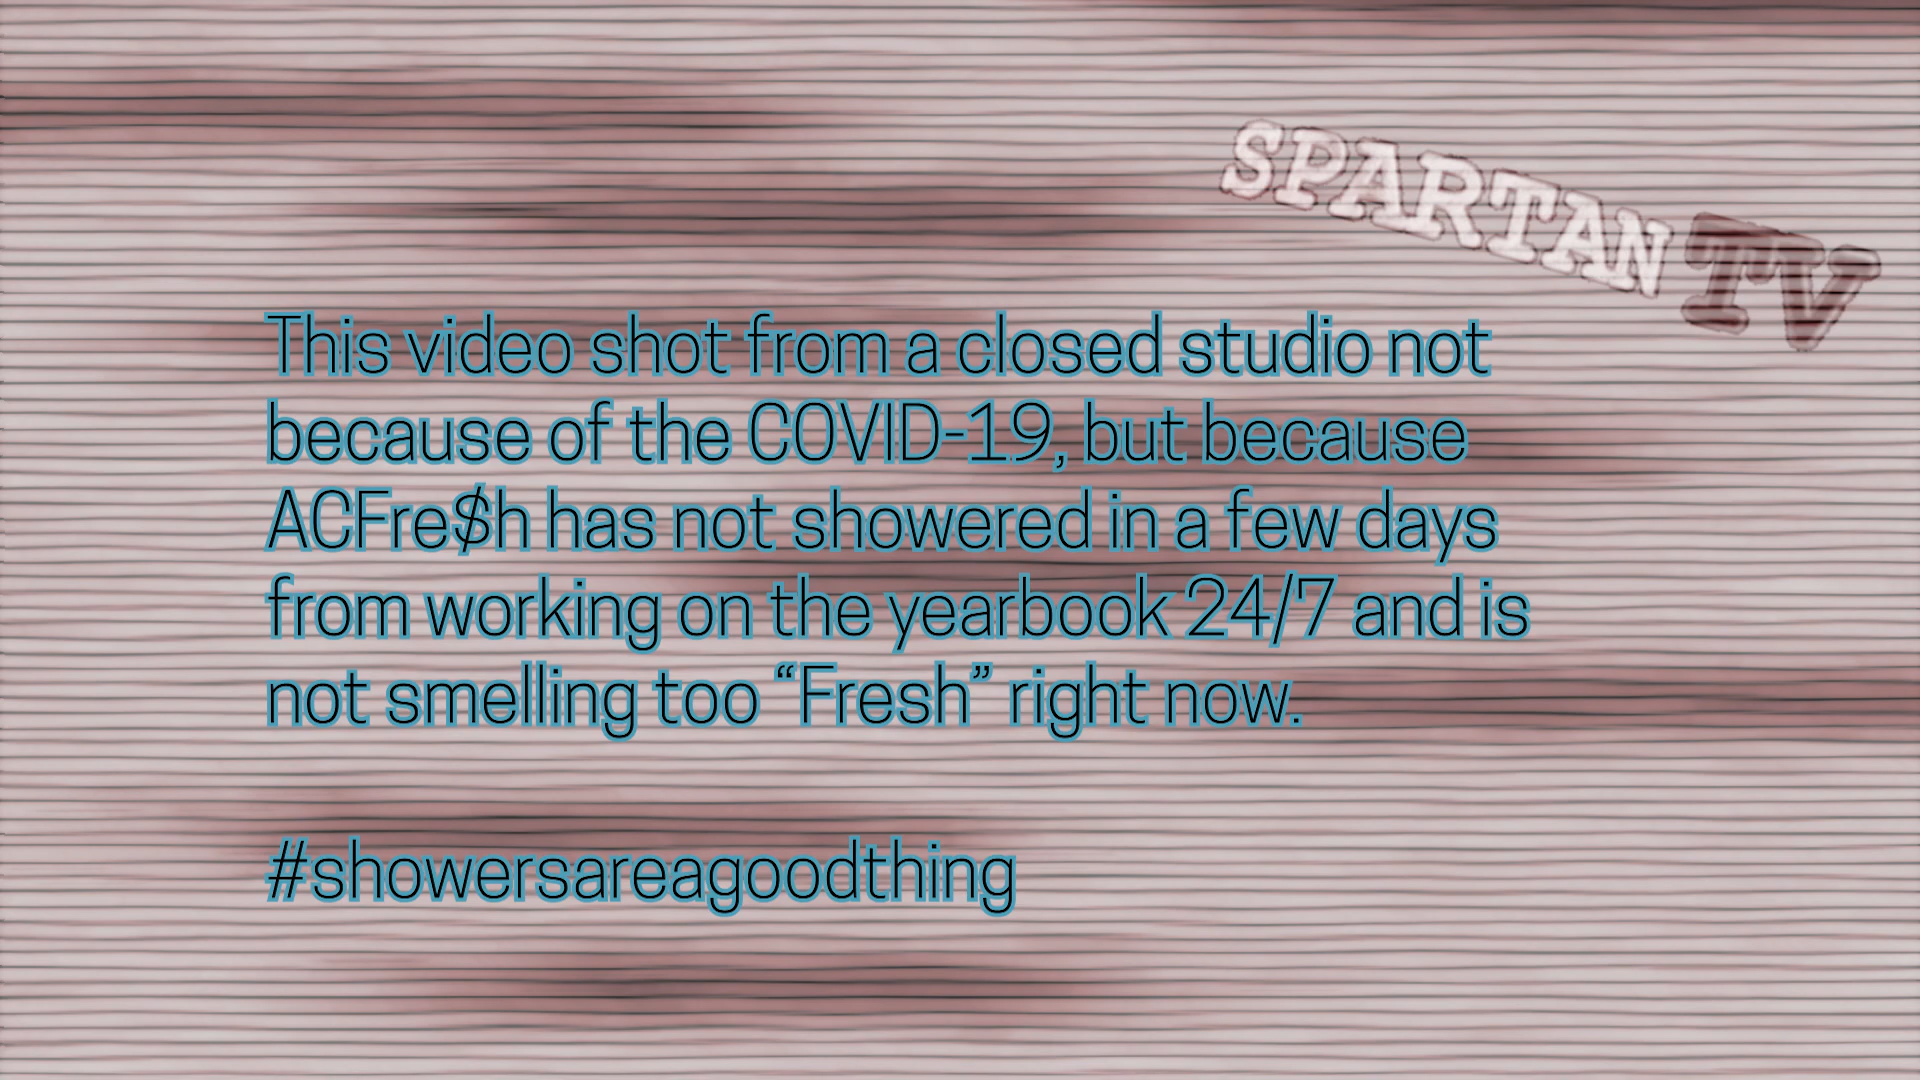 SPARTAN TV
This video shot from a closed studio not
because of the COVID-19, but because
ACFre$h has not showered in a few days
from working on the yearbook 24/7 and is
not smelling too “Fresh” right now.
#showersareagoodthing